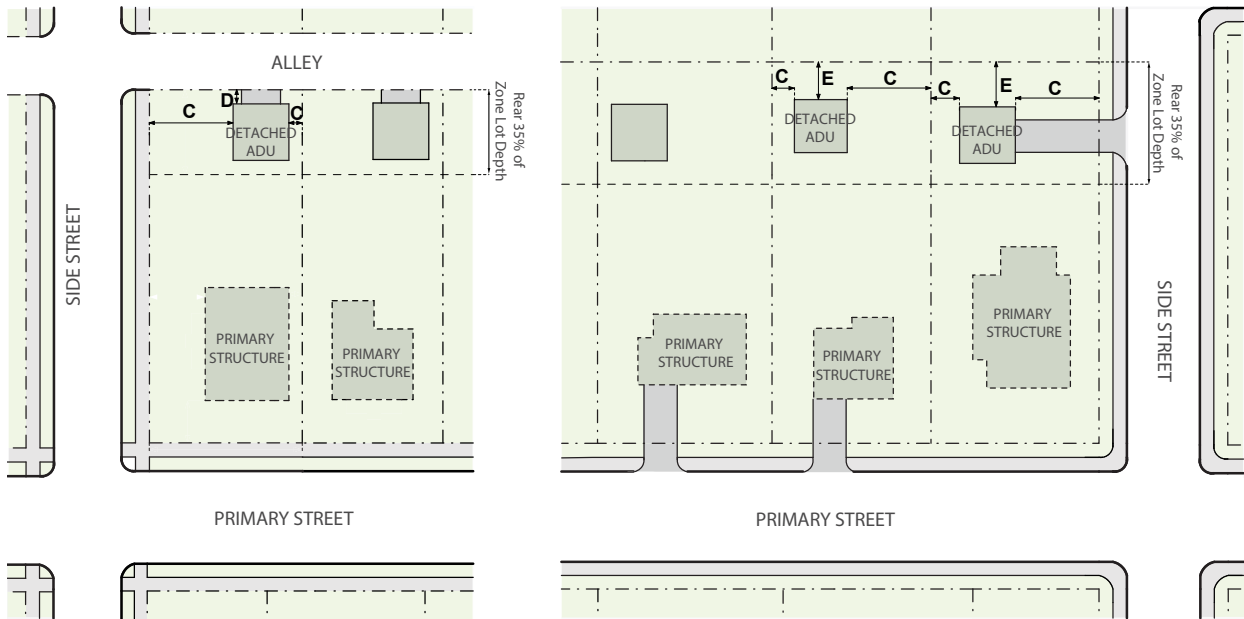 ALLEY
C
D
C
DETACHED
ADU
Rear 35% of
Zone Lot Depth
SIDE STREET
PRIMARY
STRUCTURE
PRIMARY
STRUCTURE
PRIMARY STREET
C
E
C
C
E
C
DETACHED
ADU
DETACHED
ADU
Rear 35% of
Zone Lot Depth
PRIMARY
STRUCTURE
PRIMARY
STRUCTURE
PRIMARY
STRUCTURE
SIDE STREET
PRIMARY STREET